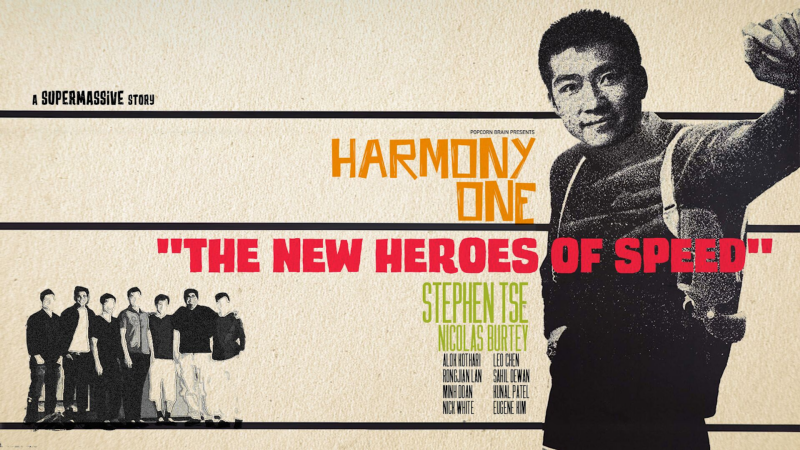 A SUPERMASSIVE STORY
POPCORN BRAIN PRESENTS
HARMONY
ONE
"THE NEW HEROES OF SPEED"
STEPHEN TSE
NICOLAS BURTEY
ALOK KOTHARI LEO CHEN
RONGJIAN LAN SAHIL DEWAN
MINH DOAN KUNAL PATEL
NICK WHITE EUGENE KIM